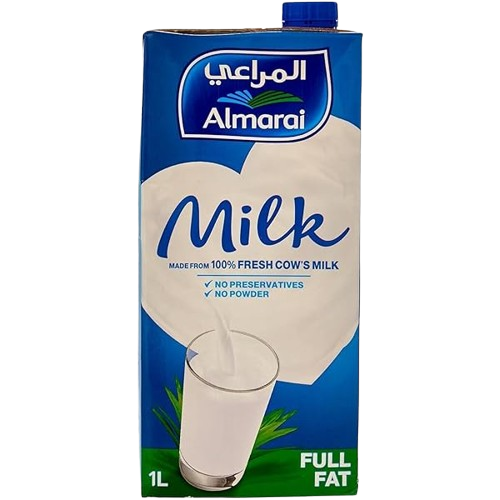 المراعي
Almarai
Milk
MADE FROM 100% FRESH COW'S MILK
✓ NO PRESERVATIVES
✓ NO POWDER
1L
FULL
FAT